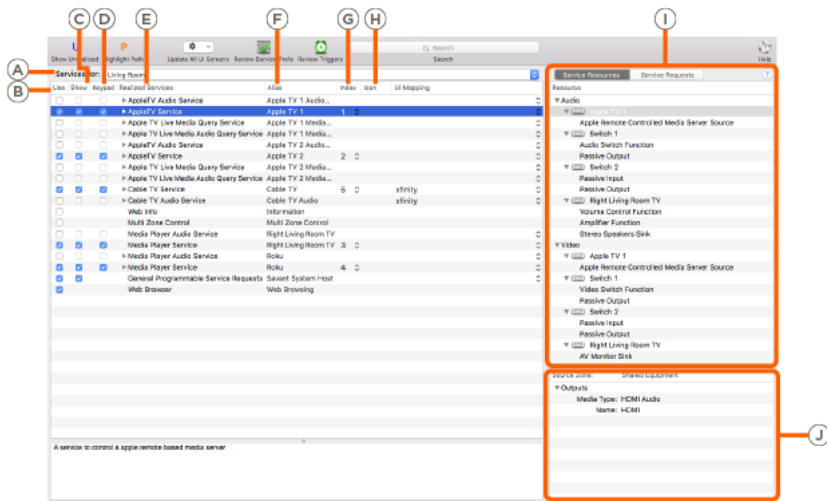 C D E F G H I
Show Unrealized Highlight Path Update All UI Screens Review Service Prefs Review Triggers Search Help
Q Search
A Services for: Living Room
Service Resources Service Requests ?
B Use Show Keypad Realized Services Alias Index Icon UI Mapping
AppleTV Audio Service Apple TV 1 Audio...
AppleTV Service Apple TV 1 1
Apple TV Live Media Query Service Apple TV 1 Media...
Apple TV Live Media Audio Query Service Apple TV 1 Media...
AppleTV Audio Service Apple TV 2 Audio...
AppleTV Service Apple TV 2 2
Apple TV Live Media Query Service Apple TV 2 Media...
Apple TV Live Media Audio Query Service Apple TV 2 Media...
Cable TV Service Cable TV 5 xfinity
Cable TV Audio Service Cable TV Audio xfinity
Web Info Information
Multi Zone Control Multi Zone Control
Media Player Audio Service Right Living Room TV
Media Player Service Right Living Room TV 3
Media Player Audio Service Roku
Media Player Service Roku 4
General Programmable Service Requests Savant System Host
Web Browser Web Browsing
A service to control a apple remote based media server
Resource
Audio
Apple TV 1
Apple Remote Controlled Media Server Source
Switch 1
Audio Switch Function
Passive Output
Switch 2
Passive Input
Passive Output
Right Living Room TV
Volume Control Function
Amplifier Function
Stereo Speakers Sink
Video
Apple TV 1
Apple Remote Controlled Media Server Source
Switch 1
Video Switch Function
Passive Output
Switch 2
Passive Input
Passive Output
Right Living Room TV
AV Monitor Sink
Source Zone: Shared Equipment
Outputs
Media Type: HDMI Audio
Name: HDMI
J